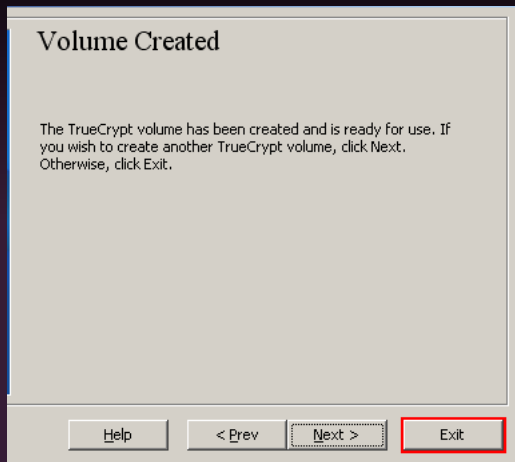 Volume Created
The TrueCrypt volume has been created and is ready for use. If
you wish to create another TrueCrypt volume, click Next.
Otherwise, click Exit.
Help < Prev Next > Exit